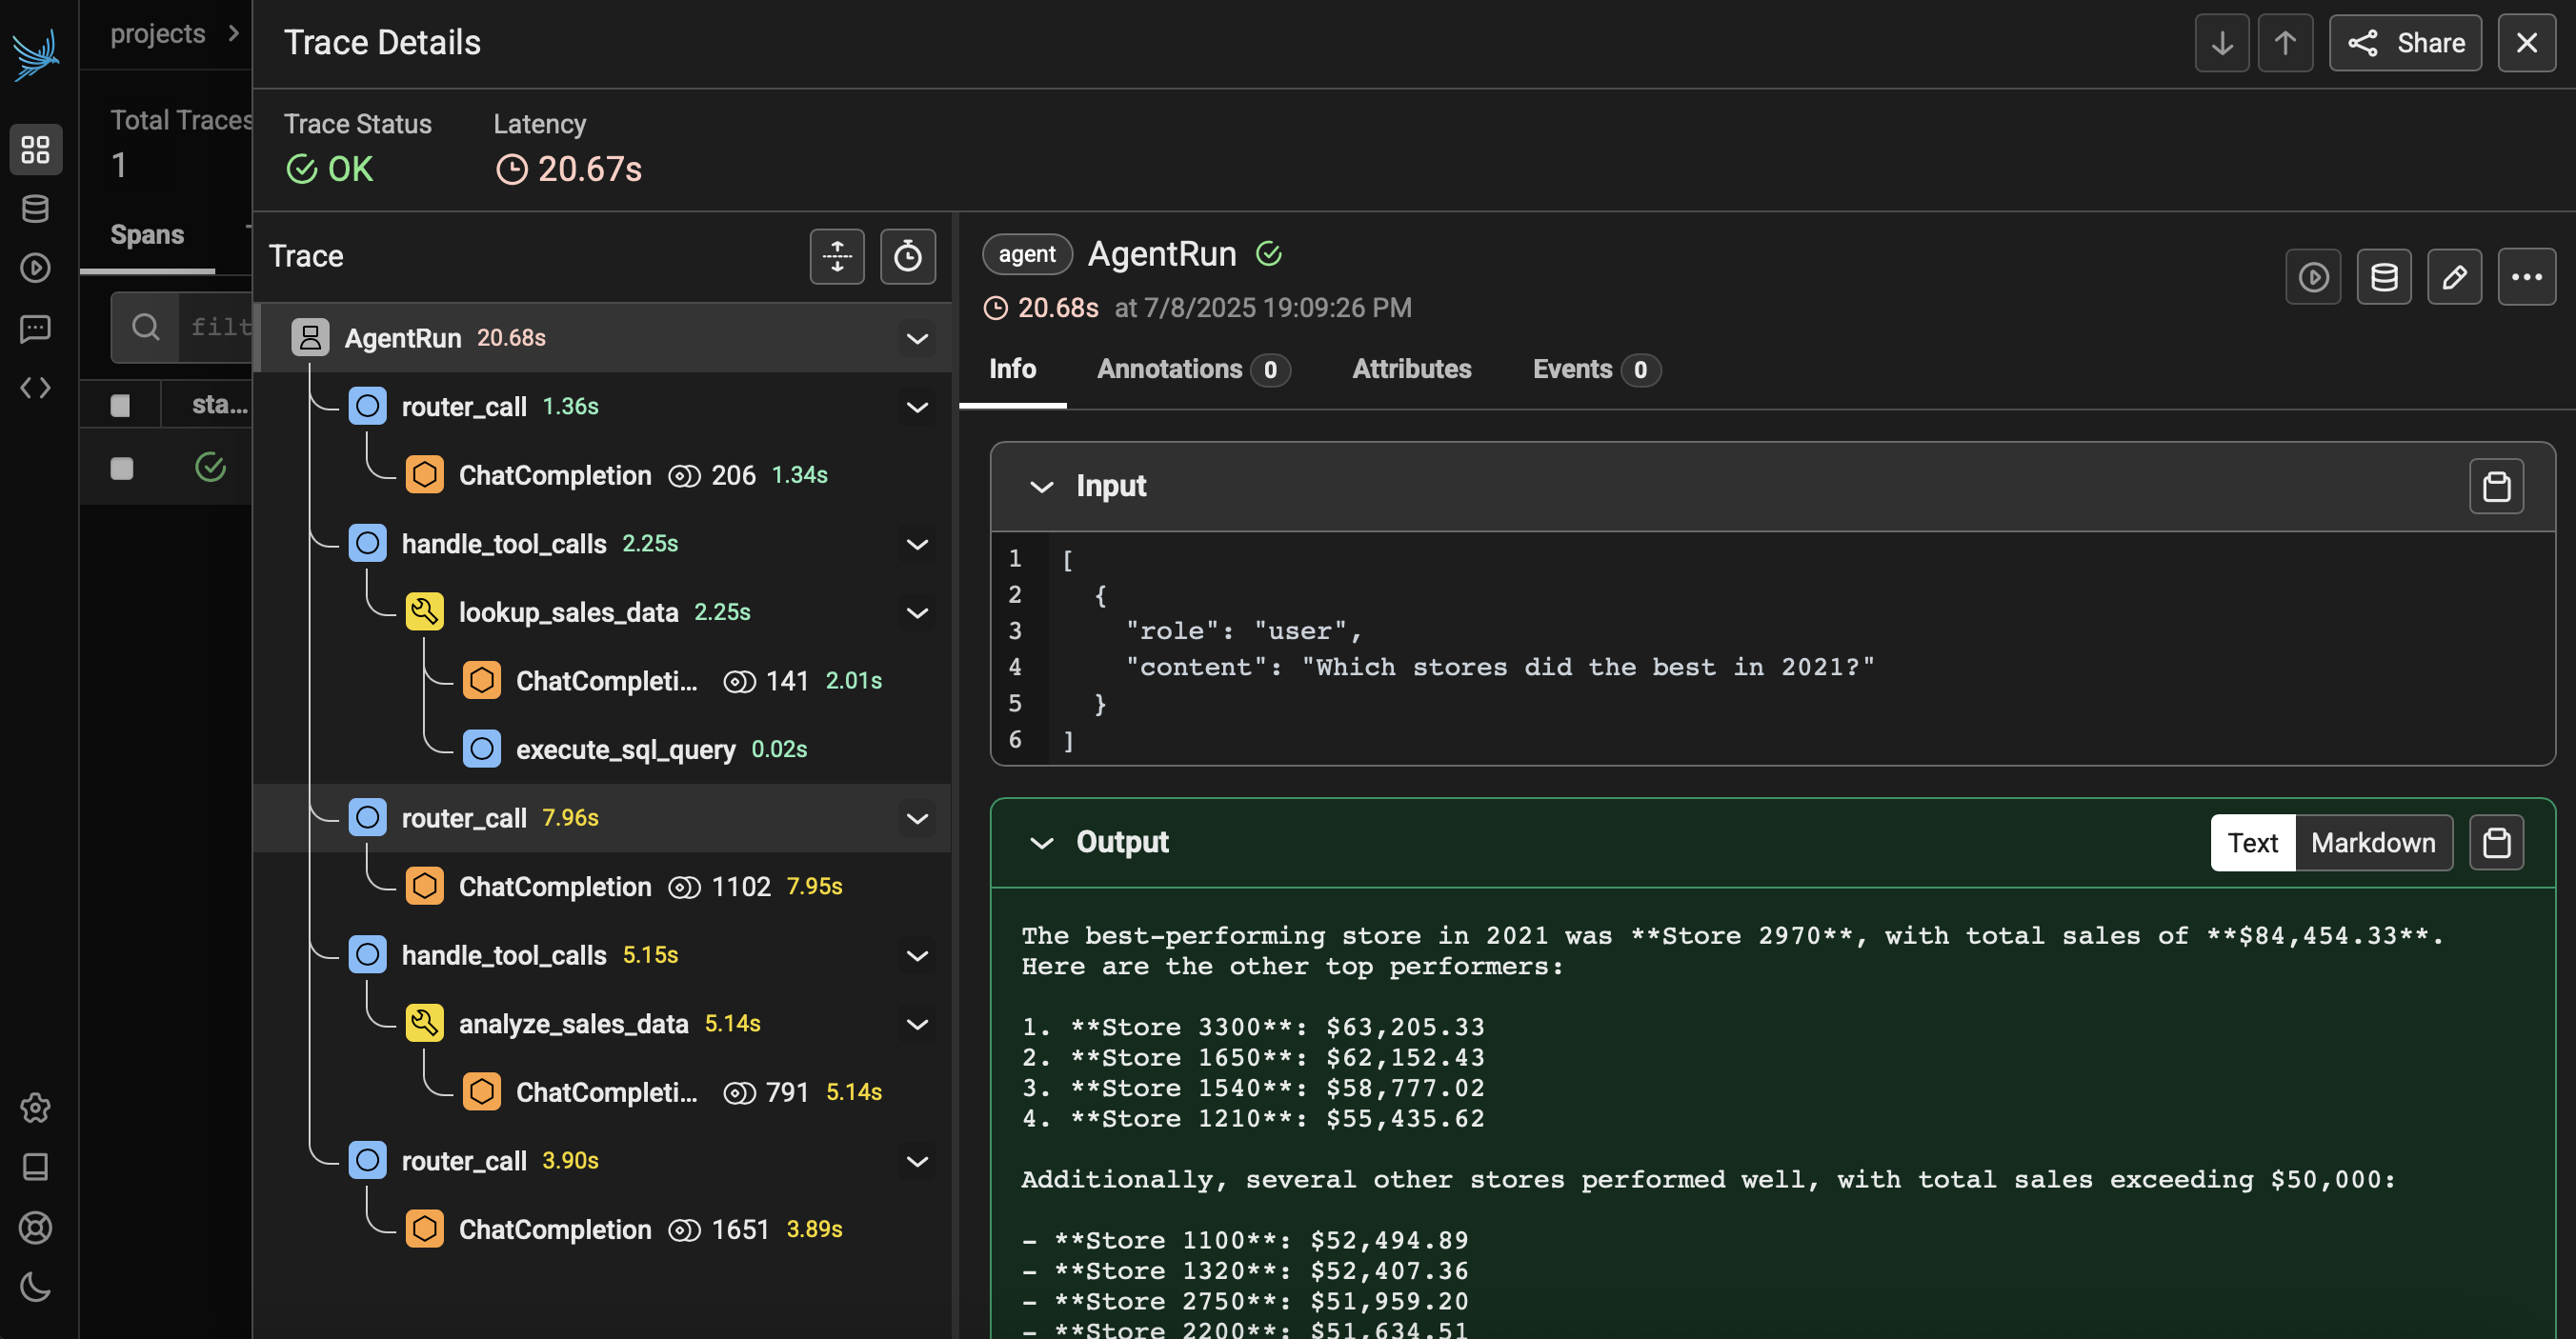 projects
Trace Details
Share
Total Traces
1
Trace Status
OK
Latency
20.67s
Spans
filt
sta...
Trace
AgentRun 20.68s
router_call 1.36s
ChatCompletion 206 1.34s
handle_tool_calls 2.25s
lookup_sales_data 2.25s
ChatCompleti... 141 2.01s
execute_sql_query 0.02s
router_call 7.96s
ChatCompletion 1102 7.95s
handle_tool_calls 5.15s
analyze_sales_data 5.14s
ChatCompleti... 791 5.14s
router_call 3.90s
ChatCompletion 1651 3.89s
agent AgentRun
20.68s at 7/8/2025 19:09:26 PM
Info Annotations 0 Attributes Events 0
Input
1 [
2 {
3 "role": "user",
4 "content": "Which stores did the best in 2021?"
5 }
6 ]
Output
Text Markdown
The best-performing store in 2021 was **Store 2970**, with total sales of **$84,454.33**.
Here are the other top performers:
1. **Store 3300**: $63,205.33
2. **Store 1650**: $62,152.43
3. **Store 1540**: $58,777.02
4. **Store 1210**: $55,435.62
Additionally, several other stores performed well, with total sales exceeding $50,000:
- **Store 1100**: $52,494.89
- **Store 1320**: $52,407.36
- **Store 2750**: $51,959.20
- **Store 2200**: $51,634.51